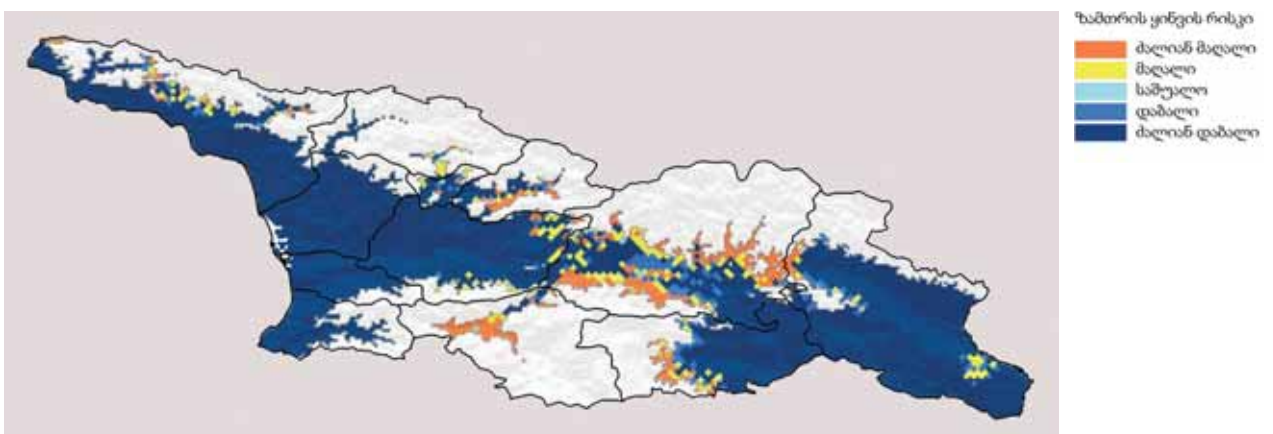 ზამთრის ყინვის რისკი
ძალიან მაღალი
მაღალი
საშუალო
დაბალი
ძალიან დაბალი